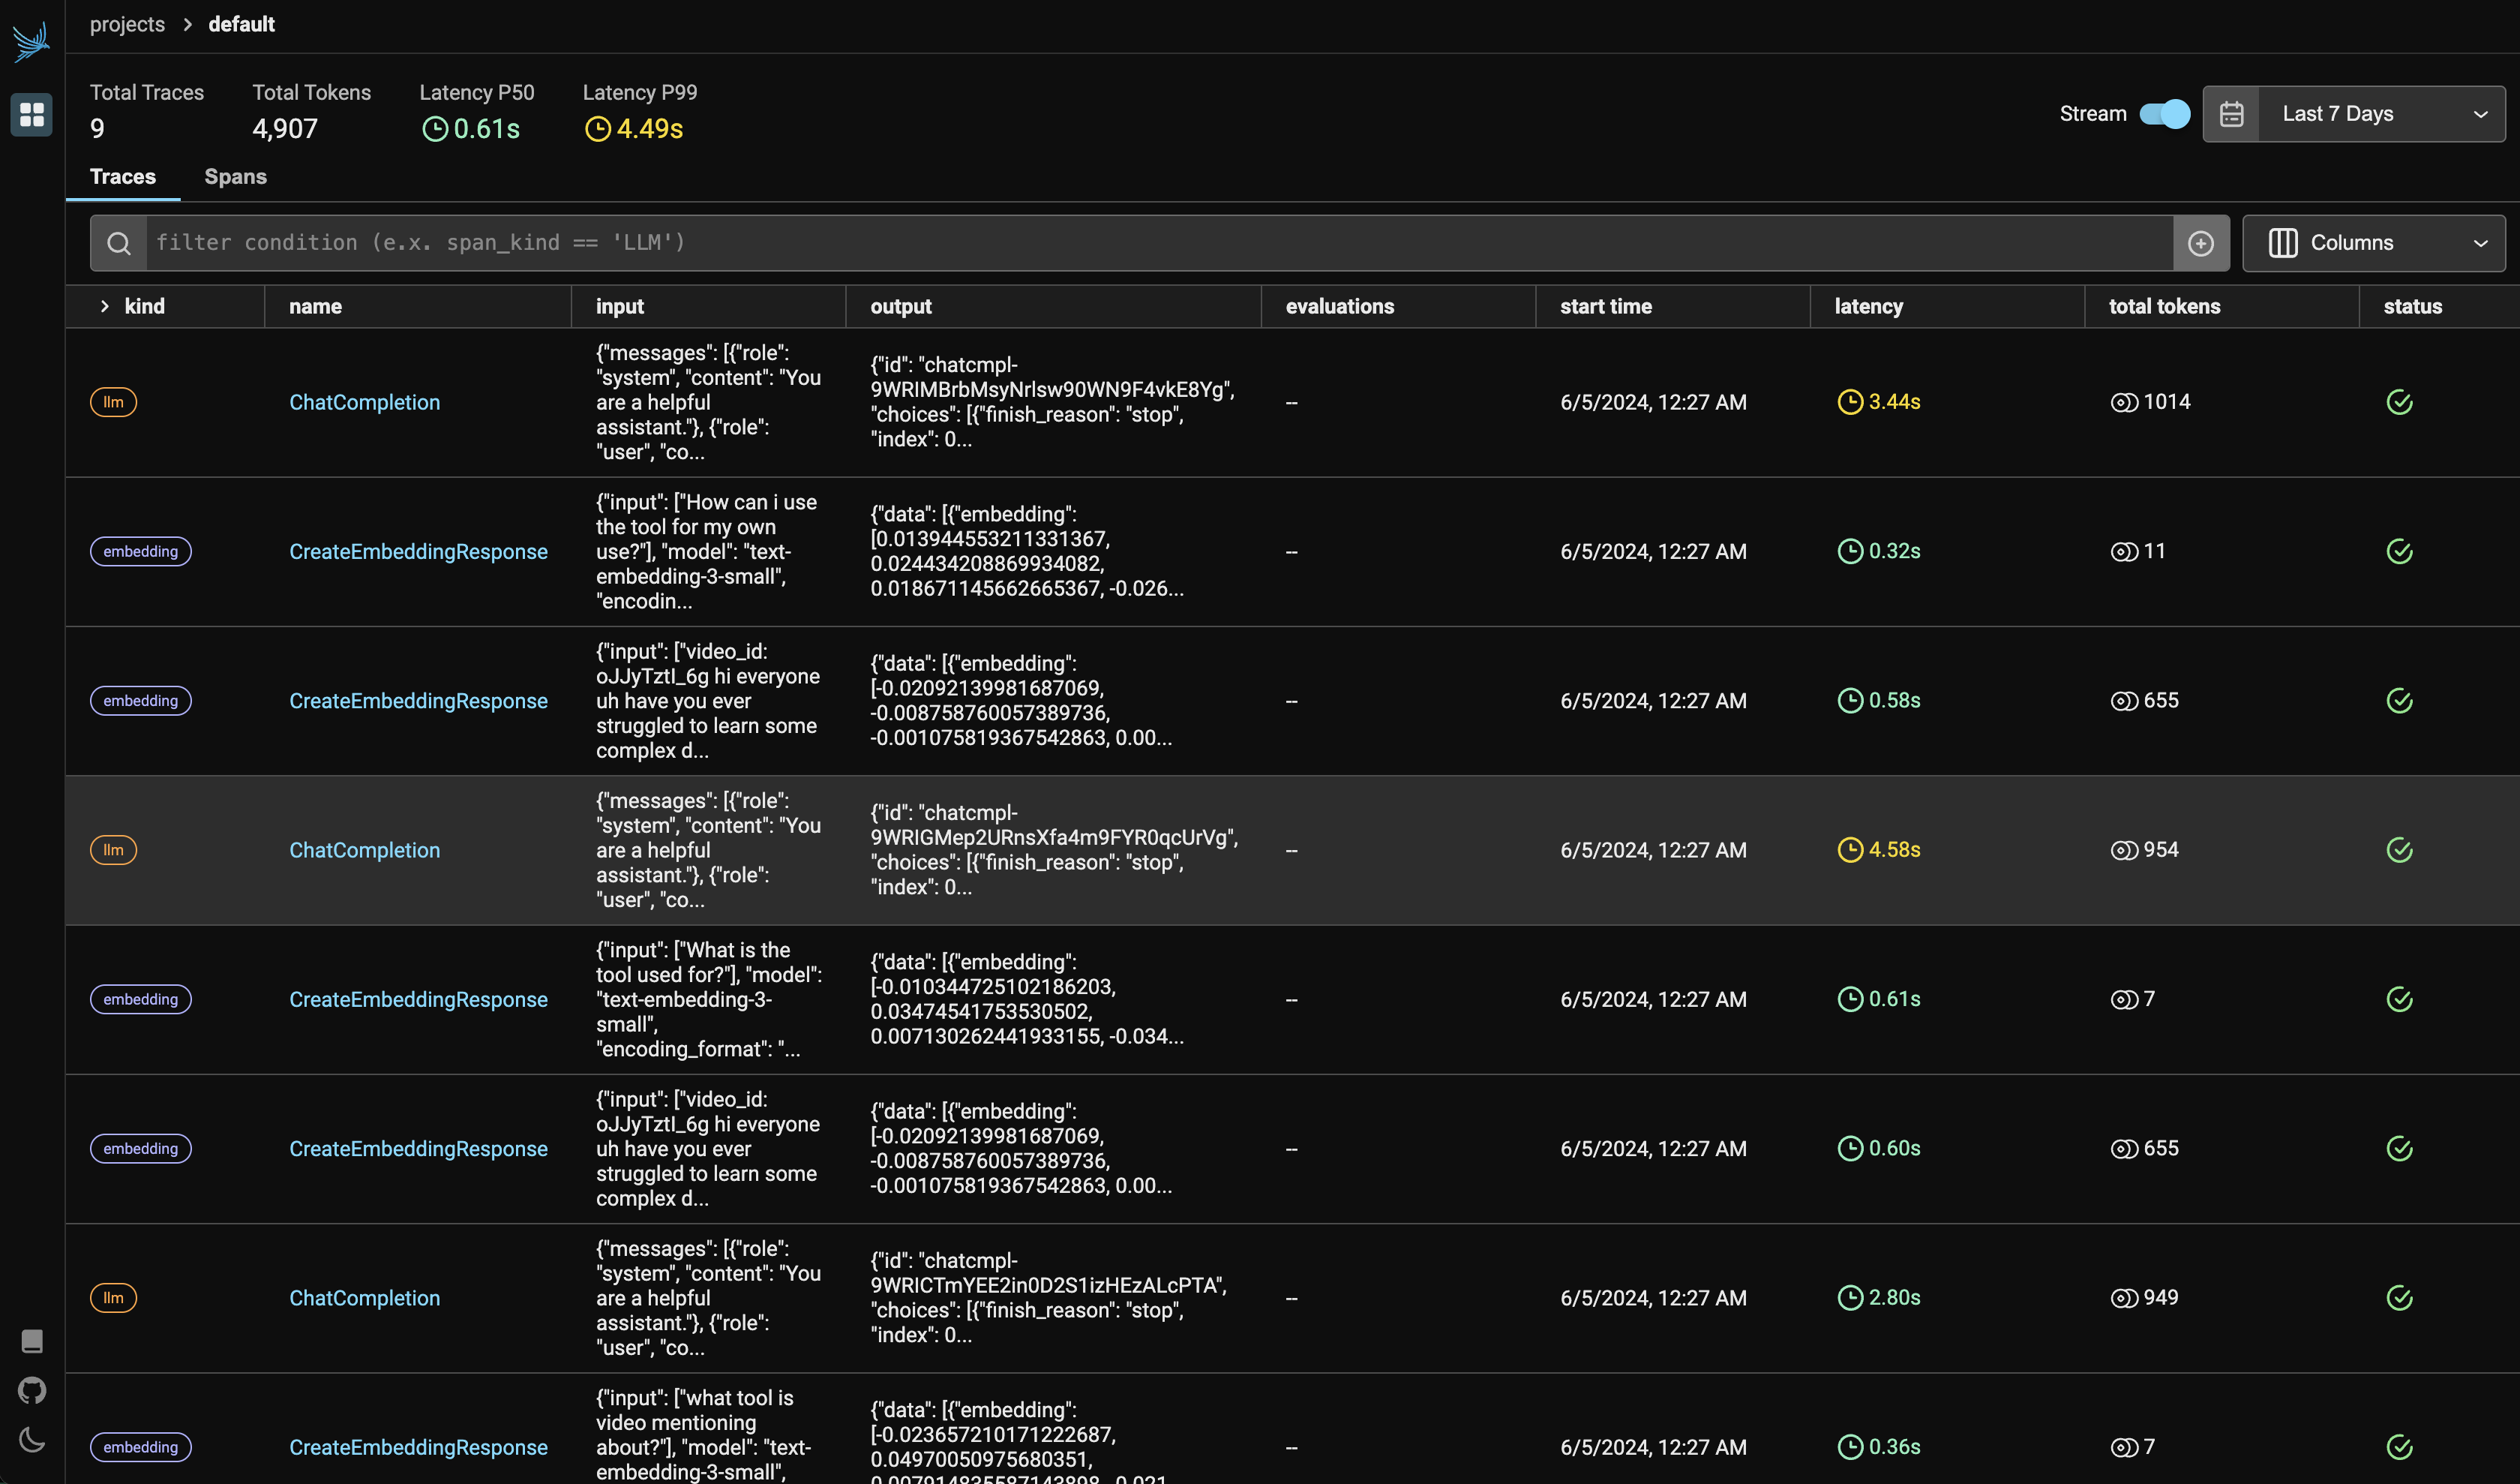 projects > default
Total Traces
9
Total Tokens
4,907
Latency P50
0.61s
Latency P99
4.49s
Stream
Last 7 Days
Traces
Spans
filter condition (e.x. span_kind == 'LLM')
Columns
kind
name
input
output
evaluations
start time
latency
total tokens
status
llm
ChatCompletion
{"messages": [{"role":
"system", "content": "You
are a helpful
assistant."}, {"role":
"user", "co...
{"id": "chatcmpl-
9WRIMBrbMsyNrlsw90WN9F4vkE8Yg",
"choices": [{"finish_reason": "stop",
"index": 0...
--
6/5/2024, 12:27 AM
3.44s
1014
embedding
CreateEmbeddingResponse
{"input": ["How can i use
the tool for my own
use?"], "model": "text-
embedding-3-small",
"encodin...
{"data": [{"embedding":
[0.013944553211331367,
0.024434208869934082,
0.018671145662665367, -0.026...
--
6/5/2024, 12:27 AM
0.32s
11
embedding
CreateEmbeddingResponse
{"input": ["video_id:
oJJyTztI_6g hi everyone
uh have you ever
struggled to learn some
complex d...
{"data": [{"embedding":
[-0.02092139981687069,
-0.008758760057389736,
-0.001075819367542863, 0.00...
--
6/5/2024, 12:27 AM
0.58s
655
llm
ChatCompletion
{"messages": [{"role":
"system", "content": "You
are a helpful
assistant."}, {"role":
"user", "co...
{"id": "chatcmpl-
9WRIGMep2URnsXfa4m9FYR0qcUrVg",
"choices": [{"finish_reason": "stop",
"index": 0...
--
6/5/2024, 12:27 AM
4.58s
954
embedding
CreateEmbeddingResponse
{"input": ["What is the
tool used for?"], "model":
"text-embedding-3-
small",
"encoding_format": "...
{"data": [{"embedding":
[-0.010344725102186203,
0.03474541753530502,
0.007130262441933155, -0.034...
--
6/5/2024, 12:27 AM
0.61s
7
embedding
CreateEmbeddingResponse
{"input": ["video_id:
oJJyTztI_6g hi everyone
uh have you ever
struggled to learn some
complex d...
{"data": [{"embedding":
[-0.02092139981687069,
-0.008758760057389736,
-0.001075819367542863, 0.00...
--
6/5/2024, 12:27 AM
0.60s
655
llm
ChatCompletion
{"messages": [{"role":
"system", "content": "You
are a helpful
assistant."}, {"role":
"user", "co...
{"id": "chatcmpl-
9WRICTmYEE2in0D2S1izHEzALcPTA",
"choices": [{"finish_reason": "stop",
"index": 0...
--
6/5/2024, 12:27 AM
2.80s
949
embedding
CreateEmbeddingResponse
{"input": ["what tool is
video mentioning
about?"], "model": "text-
embedding-3-small",
{"data": [{"embedding":
[-0.023657210171222687,
0.04970050975680351,
--
6/5/2024, 12:27 AM
0.36s
7